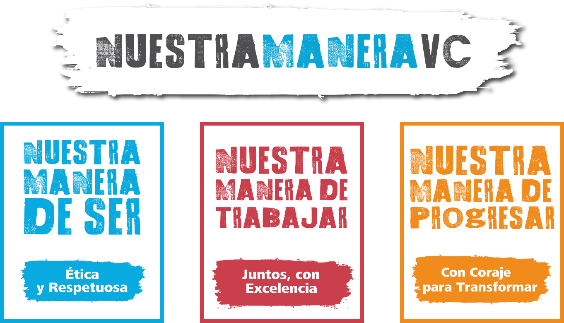 NUESTRAMANERAVC
NUESTRA
MANERA
DE SER
Ética
y Respetuosa
NUESTRA
MANERA DE
TRABAJAR
Juntos, con
Excelencia
NUESTRA
MANERA DE
PROgRESAR
Con Coraje
para Transformar